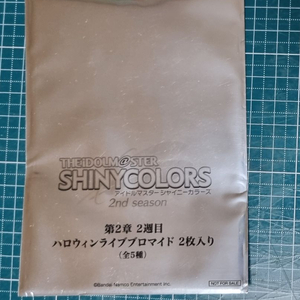 THE IDOLM@STER
SHINYCOLORS
アイドルマスター シャイニーカラーズ
2nd season
第2章 2週目
ハロウィンライブブロマイド 2枚入り
(全5種)
©Bandai Namco Entertainment Inc.
NOT FOR SALE